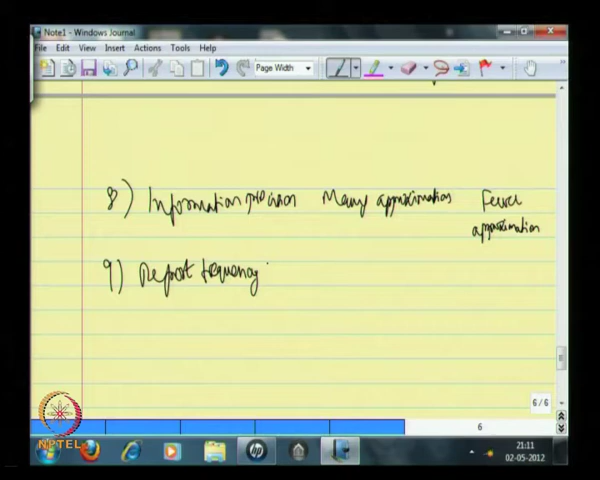 Note1 - Windows Journal
File Edit View Insert Actions Tools Help
Page Width
8) Information precision Many approximations Fewer
approximation
9) Report frequency
6 / 6
6
NPTEL
21:11
02-05-2012